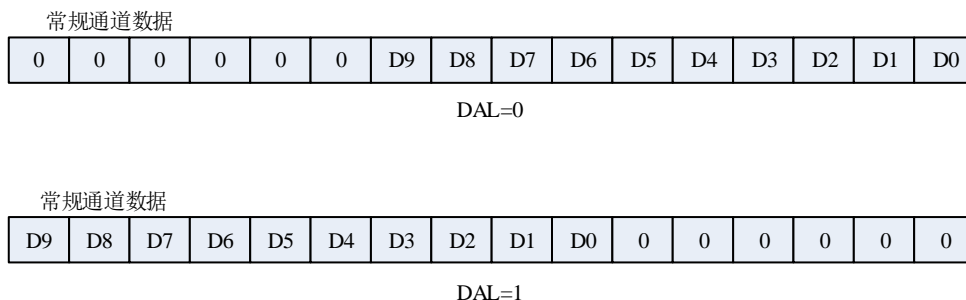 常规通道数据
0 0 0 0 0 0 D9 D8 D7 D6 D5 D4 D3 D2 D1 D0
DAL=0
常规通道数据
D9 D8 D7 D6 D5 D4 D3 D2 D1 D0 0 0 0 0 0 0
DAL=1